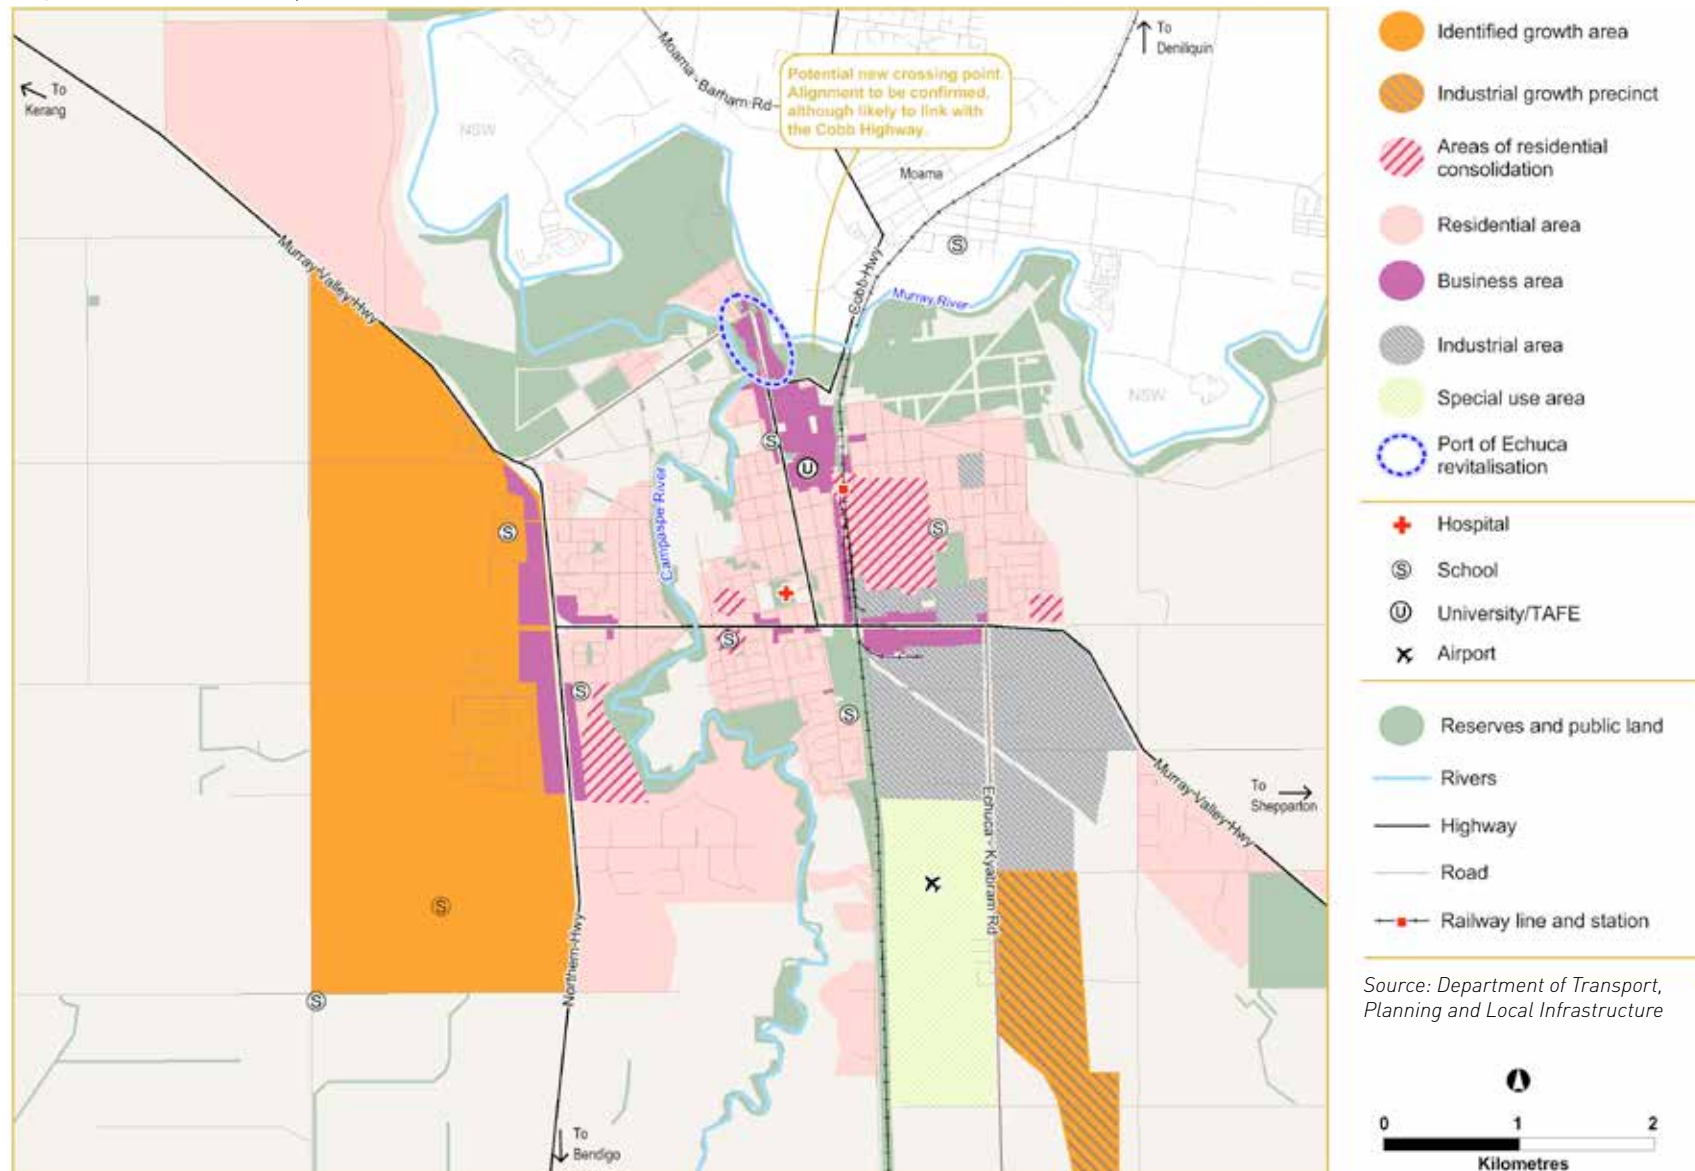 To
Kerang
NSW
Moama - Barham Rd
Potential new crossing point.
Alignment to be confirmed,
although likely to link with
the Cobb Highway.
To
Deniliquin
Moama
S
Murray Valley Hwy
Cobb Hwy
Murray River
NSW
S
U
Campaspe River
S
S
S
S
S
Murray Valley Hwy
To
Shepparton
Echuca - Kyabram Rd
S
Northern Hwy
S
To
Bendigo
Identified growth area
Industrial growth precinct
Areas of residential
consolidation
Residential area
Business area
Industrial area
Special use area
Port of Echuca
revitalisation
Hospital
S School
U University/TAFE
Airport
Reserves and public land
Rivers
Highway
Road
Railway line and station
Source: Department of Transport,
Planning and Local Infrastructure
0 1 2
Kilometres